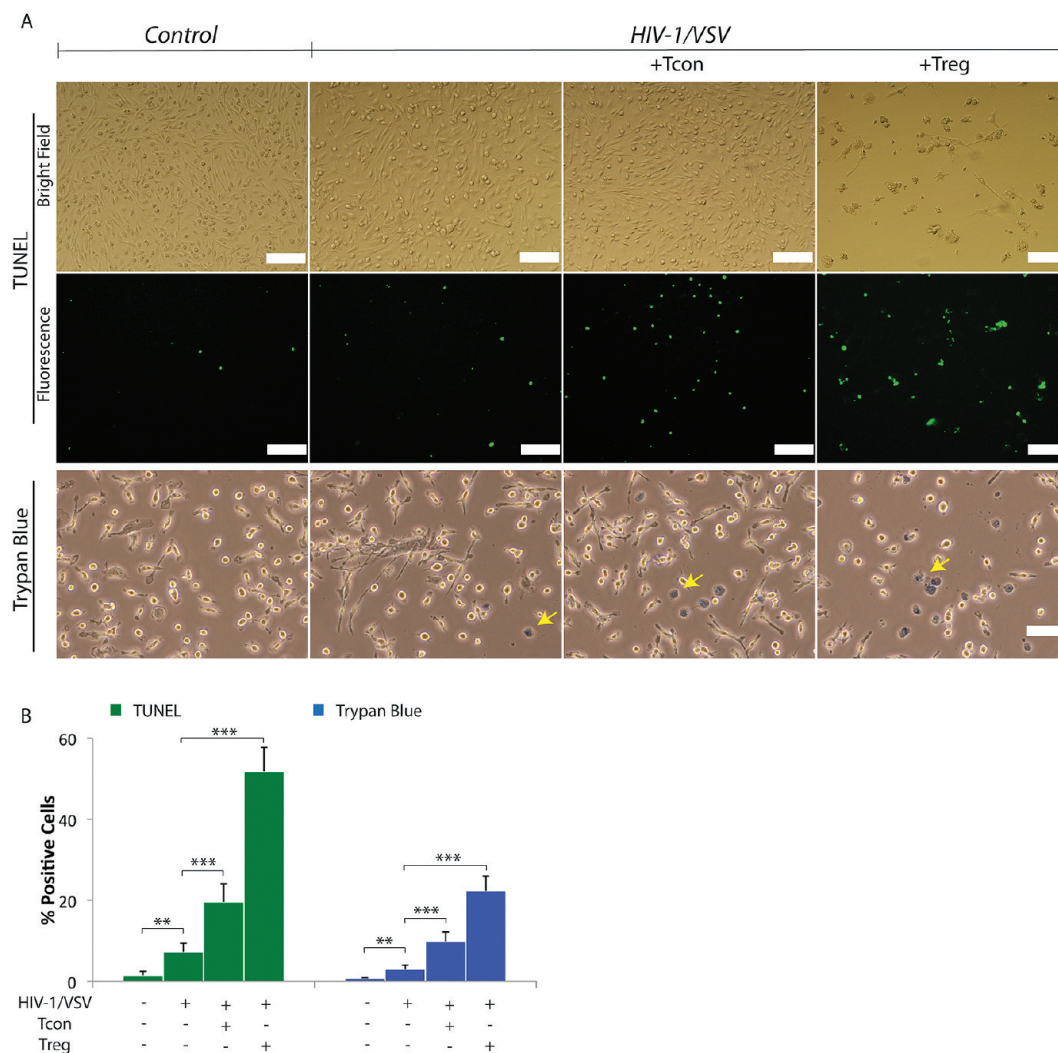 A
Control HIV-1/VSV
+Tcon +Treg
TUNEL
Bright Field
Fluorescence
Trypan Blue
B
TUNEL Trypan Blue
% Positive Cells
60
40
20
0
***
***
**
***
***
**
HIV-1/VSV - + + + - + + +
Tcon - - + - - - + -
Treg - - - + - - - +